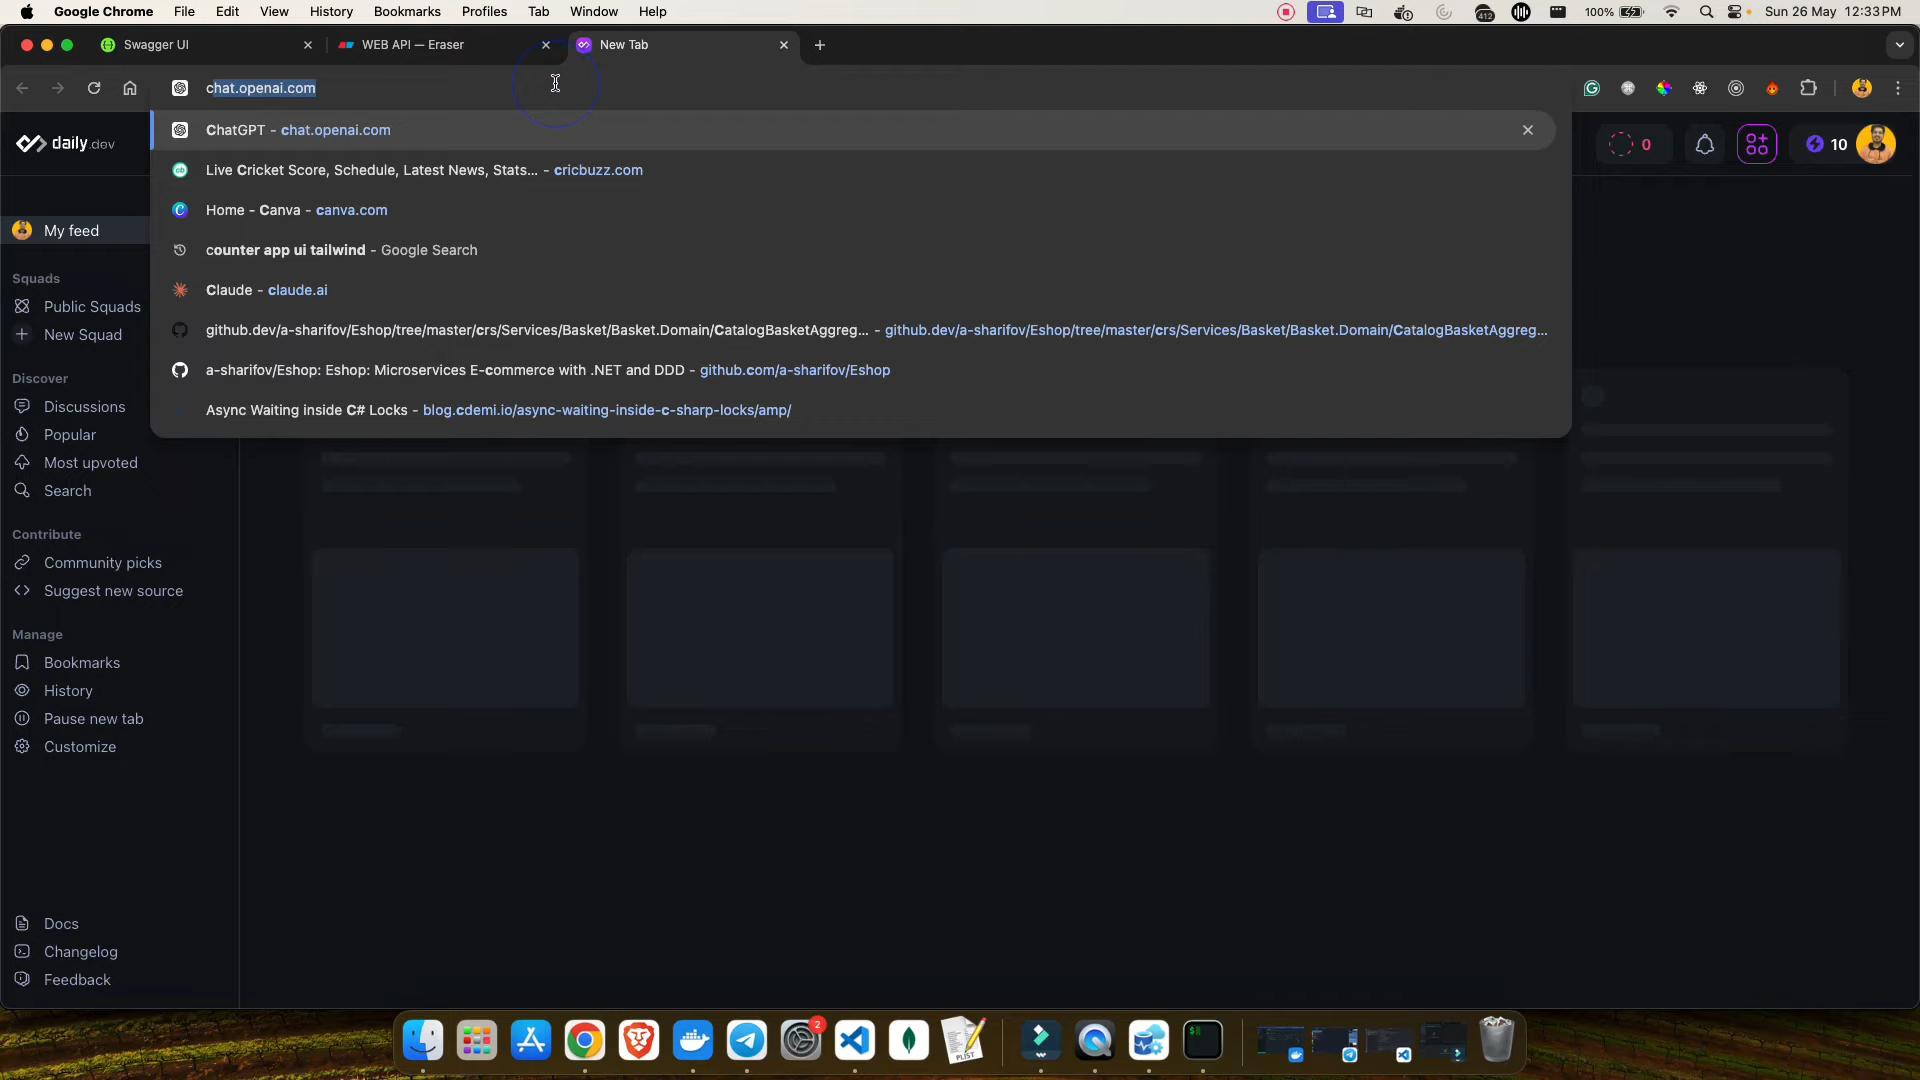 Google Chrome File Edit View History Bookmarks Profiles Tab Window Help 412 100% Sun 26 May 12:33 PM
Swagger UI WEB API — Eraser New Tab
chat.openai.com
ChatGPT - chat.openai.com
daily.dev 0 10
Live Cricket Score, Schedule, Latest News, Stats... - cricbuzz.com
Home - Canva - canva.com
My feed
counter app ui tailwind - Google Search
Squads
Claude - claude.ai
Public Squads
github.dev/a-sharifov/Eshop/tree/master/crs/Services/Basket/Basket.Domain/CatalogBasketAggreg... - github.dev/a-sharifov/Eshop/tree/master/crs/Services/Basket/Basket.Domain/CatalogBasketAggreg...
New Squad
a-sharifov/Eshop: Eshop: Microservices E-commerce with .NET and DDD - github.com/a-sharifov/Eshop
Discover
Discussions
Async Waiting inside C# Locks - blog.cdemi.io/async-waiting-inside-c-sharp-locks/amp/
Popular
Most upvoted
Search
Contribute
Community picks
Suggest new source
Manage
Bookmarks
History
Pause new tab
Customize
Docs
Changelog
Feedback
2
PLIST